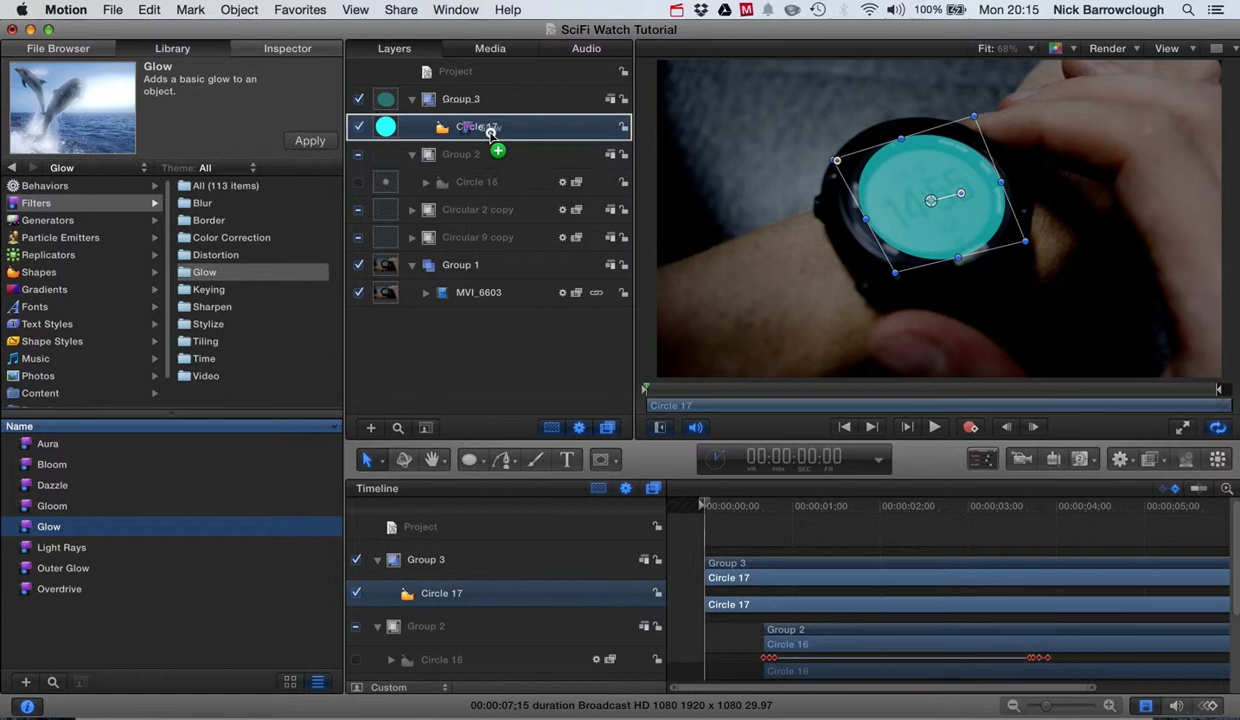 Motion File Edit Mark Object Favorites View Share Window Help 100% Mon 20:15 Nick Barrowclough
SciFi Watch Tutorial
File Browser Library Inspector Layers Media Audio Fit: 68% Render View
Glow
Adds a basic glow to an object.
Apply
Glow Theme: All
Behaviors
Filters
Generators
Particle Emitters
Replicators
Shapes
Gradients
Fonts
Text Styles
Shape Styles
Music
Photos
Content
All (113 items)
Blur
Border
Color Correction
Distortion
Glow
Keying
Sharpen
Stylize
Tiling
Time
Video
Name
Aura
Bloom
Dazzle
Gloom
Glow
Light Rays
Outer Glow
Overdrive
Project
Group 3
Circle 17
Group 2
Circle 16
Circular 2 copy
Circular 9 copy
Group 1
MVI_6603
14:55
Circle 17
00:00:00:00
HR MIN SEC FR
Timeline
Project
Group 3
Circle 17
Group 2
Circle 16
Custom
00:00:00;00 00:00:01;00 00:00:02;00 00:00:03;00 00:00:04;00 00:00:05;00
Group 3
Circle 17
Circle 17
Group 2
Circle 16
Circle 16
00:00:07;15 duration Broadcast HD 1080 1920 x 1080 29.97